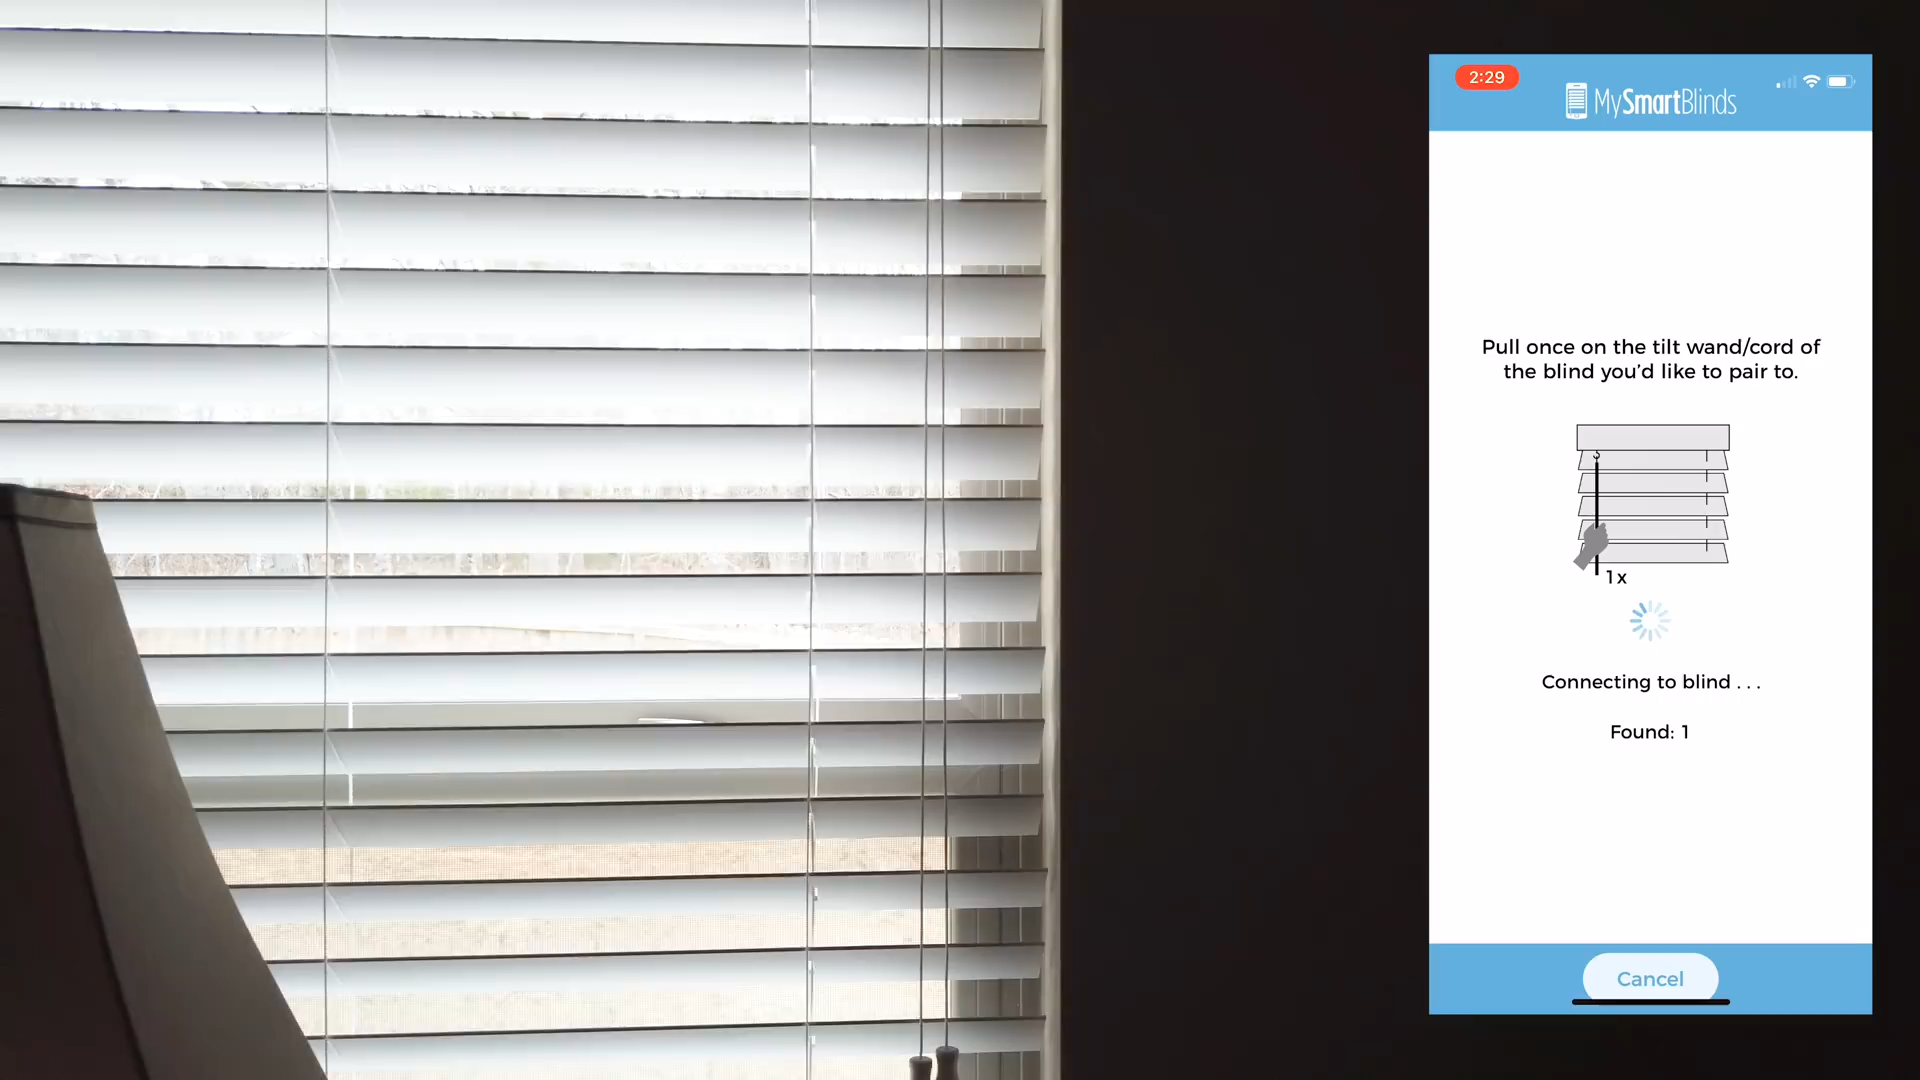 2:29
MySmartBlinds
Pull once on the tilt wand/cord of
the blind you'd like to pair to.
1x
Connecting to blind . . .
Found: 1
Cancel